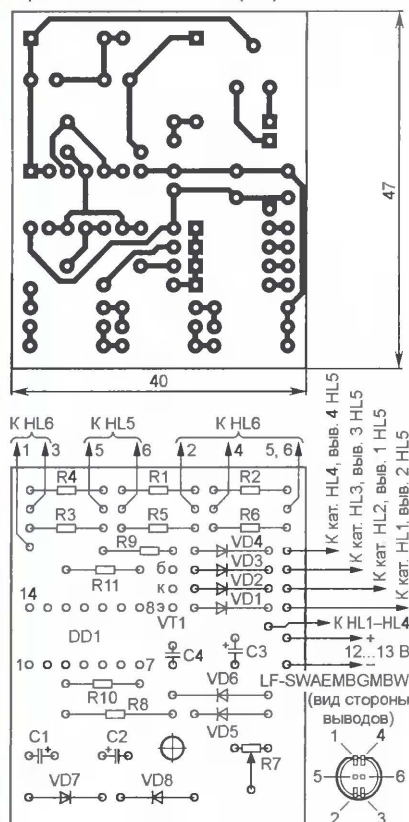 47
40
К HL6 К HL5 К HL6
1 3 5 6 2 4 5, 6
R4 R1 R2
R3 R5 R6
R9 б VD4
R11 к VD3
VD2
14 8э VD1
VT1
DD1
C4 C3
1 7
R10 VD6
R8 VD5
C1 C2 R7
VD7 VD8
К кат. HL4, выв. 4 HL5
К кат. HL3, выв. 3 HL5
К кат. HL2, выв. 1 HL5
К кат. HL1, выв. 2 HL5
К HL1–HL4
+
12...13 В
–
LF-SWAEMBGMBW
(вид стороны
выводов)
1 4
5 6
2 3